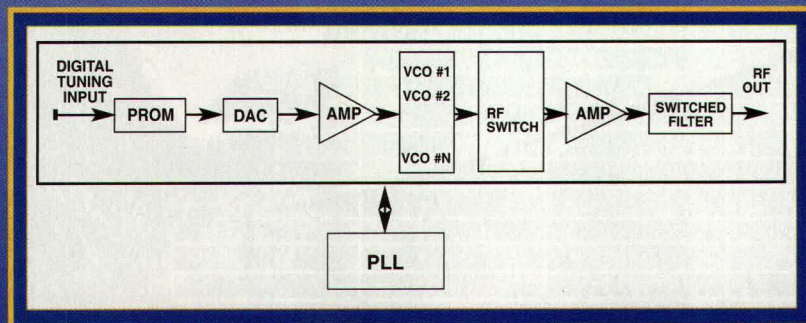 DIGITAL
TUNING
INPUT
PROM
DAC
AMP
VCO #1
VCO #2
VCO #N
RF
SWITCH
AMP
SWITCHED
FILTER
RF
OUT
PLL